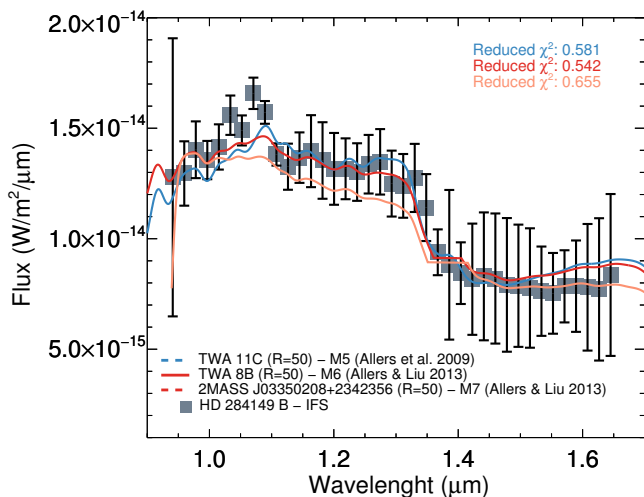 2.0×10⁻¹⁴
1.5×10⁻¹⁴
1.0×10⁻¹⁴
5.0×10⁻¹⁵
Flux (W/m²/μm)
Reduced χ²: 0.581
Reduced χ²: 0.542
Reduced χ²: 0.655
TWA 11C (R=50) − M5 (Allers et al. 2009)
TWA 8B (R=50) − M6 (Allers & Liu 2013)
2MASS J03350208+2342356 (R=50) − M7 (Allers & Liu 2013)
HD 284149 B − IFS
1.0 1.2 1.4 1.6
Wavelenght (μm)